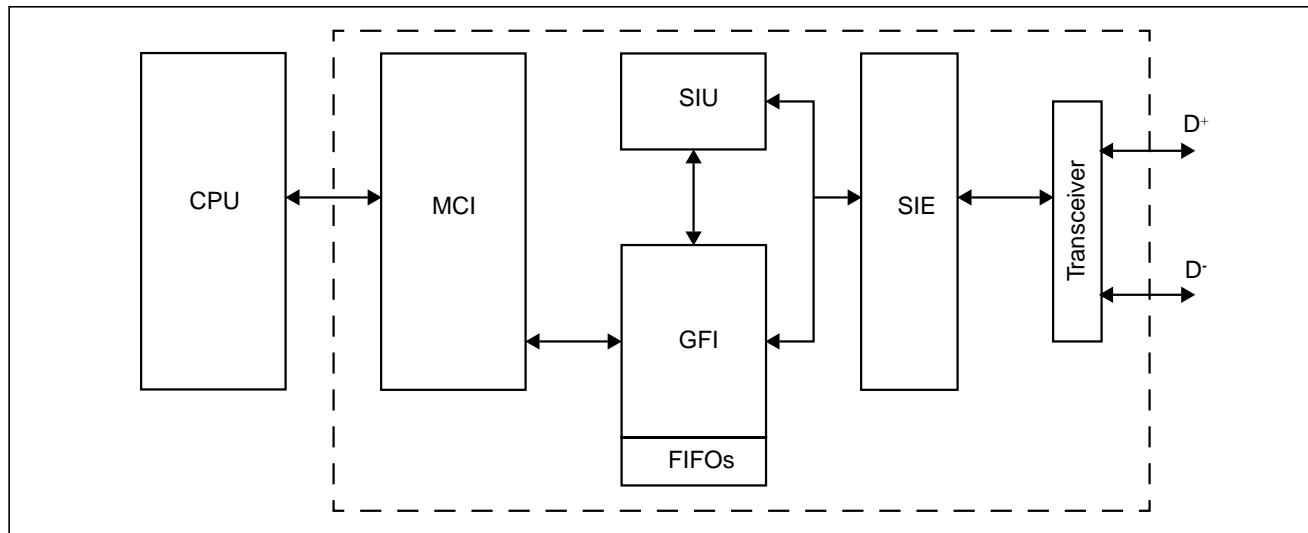 CPU
MCI
SIU
GFI
FIFOs
SIE
Transceiver
D+
D-